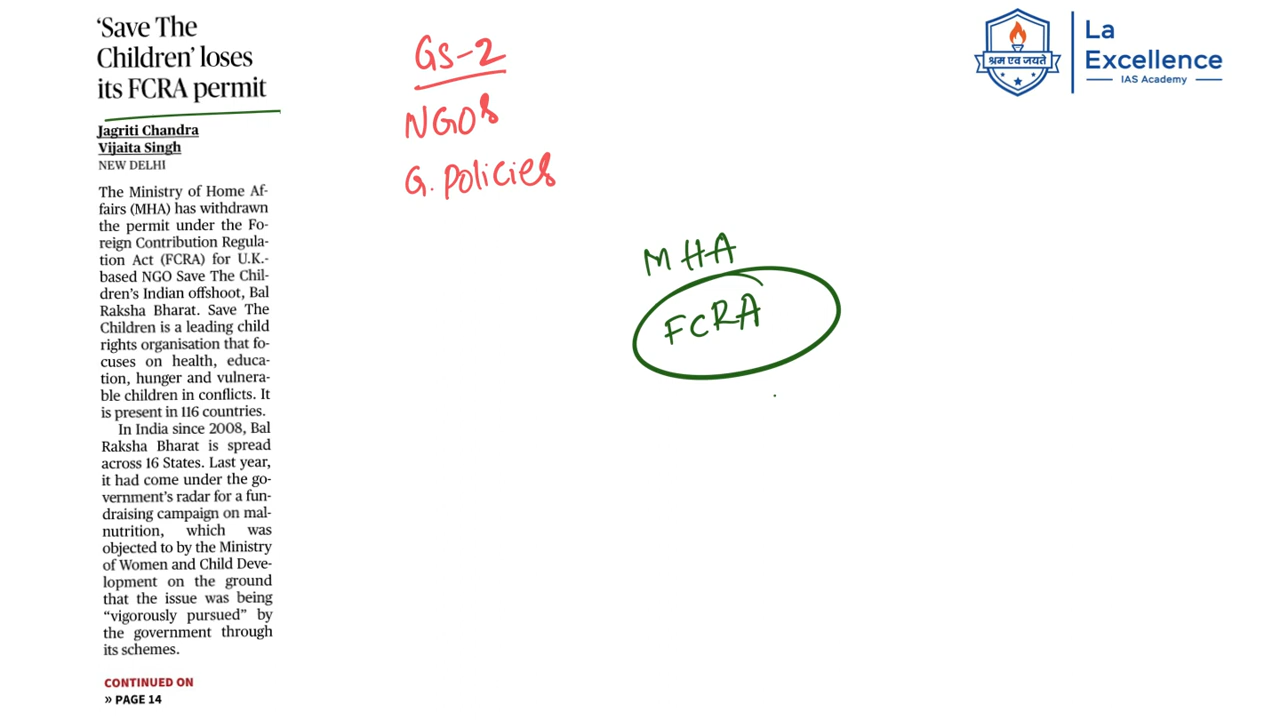 ‘Save The
Children’ loses
its FCRA permit
Jagriti Chandra
Vijaita Singh
NEW DELHI
The Ministry of Home Af-
fairs (MHA) has withdrawn
the permit under the Fo-
reign Contribution Regula-
tion Act (FCRA) for U.K.-
based NGO Save The Chil-
dren’s Indian offshoot, Bal
Raksha Bharat. Save The
Children is a leading child
rights organisation that fo-
cuses on health, educa-
tion, hunger and vulnera-
ble children in conflicts. It
is present in 116 countries.
In India since 2008, Bal
Raksha Bharat is spread
across 16 States. Last year,
it had come under the go-
vernment’s radar for a fun-
draising campaign on mal-
nutrition, which was
objected to by the Ministry
of Women and Child Deve-
lopment on the ground
that the issue was being
“vigorously pursued” by
the government through
its schemes.
CONTINUED ON
» PAGE 14
GS-2
NGOs
G. Policies
MHA
FCRA
श्रम एव जयते
La
Excellence
IAS Academy